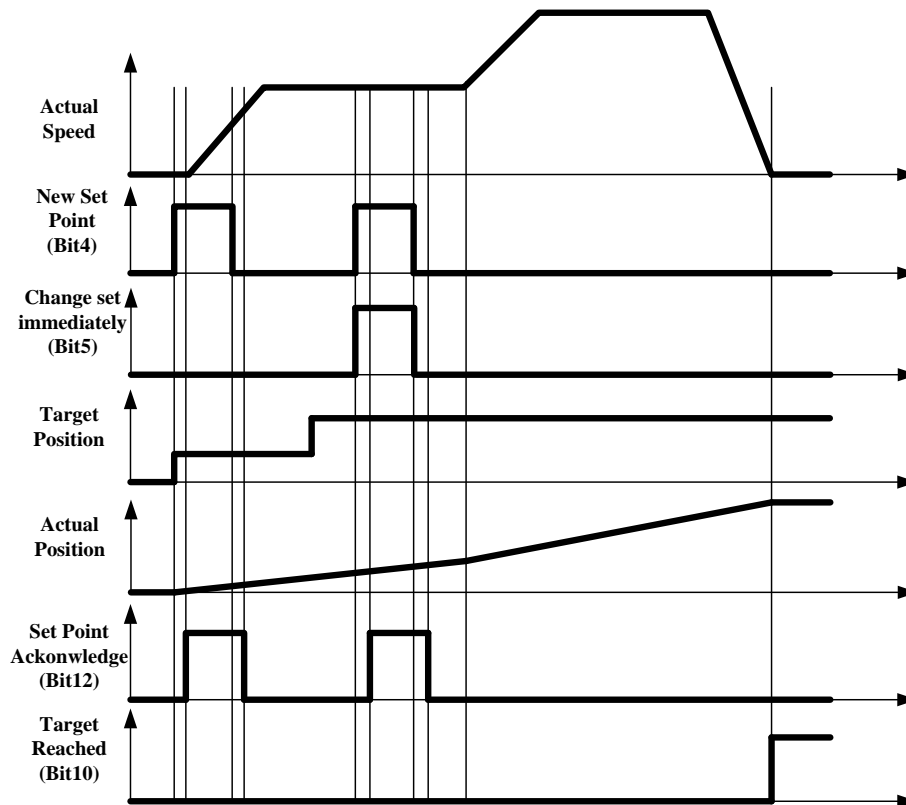 Actual
Speed
New Set
Point
(Bit4)
Change set
immediately
(Bit5)
Target
Position
Actual
Position
Set Point
Ackonwledge
(Bit12)
Target
Reached
(Bit10)